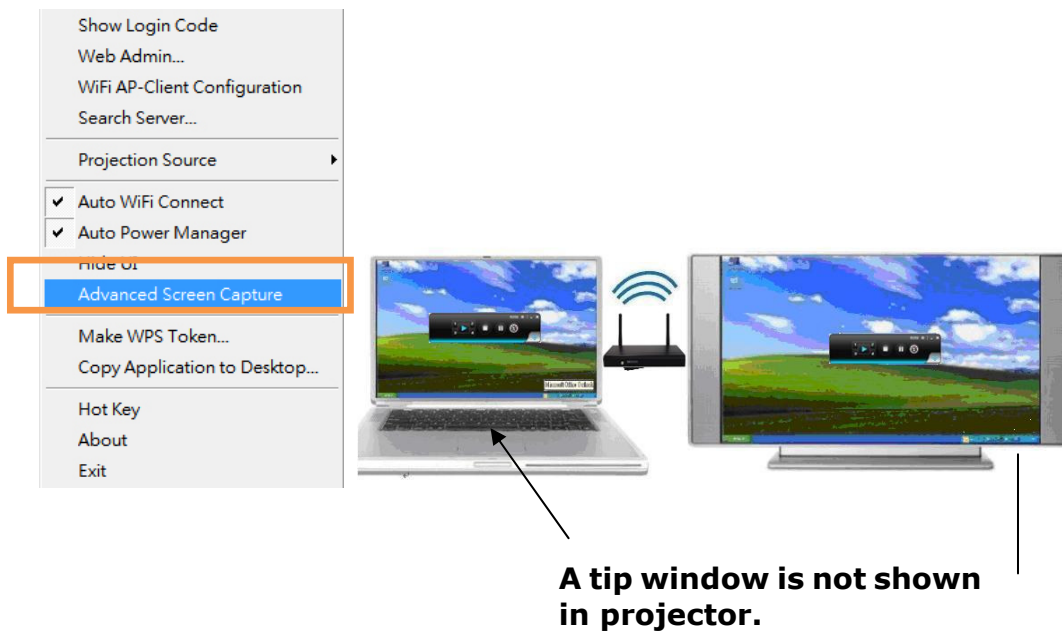 Show Login Code
Web Admin...
WiFi AP-Client Configuration
Search Server...
Projection Source
Auto WiFi Connect
Auto Power Manager
Hide UI
Advanced Screen Capture
Make WPS Token...
Copy Application to Desktop...
Hot Key
About
Exit
A tip window is not shown
in projector.